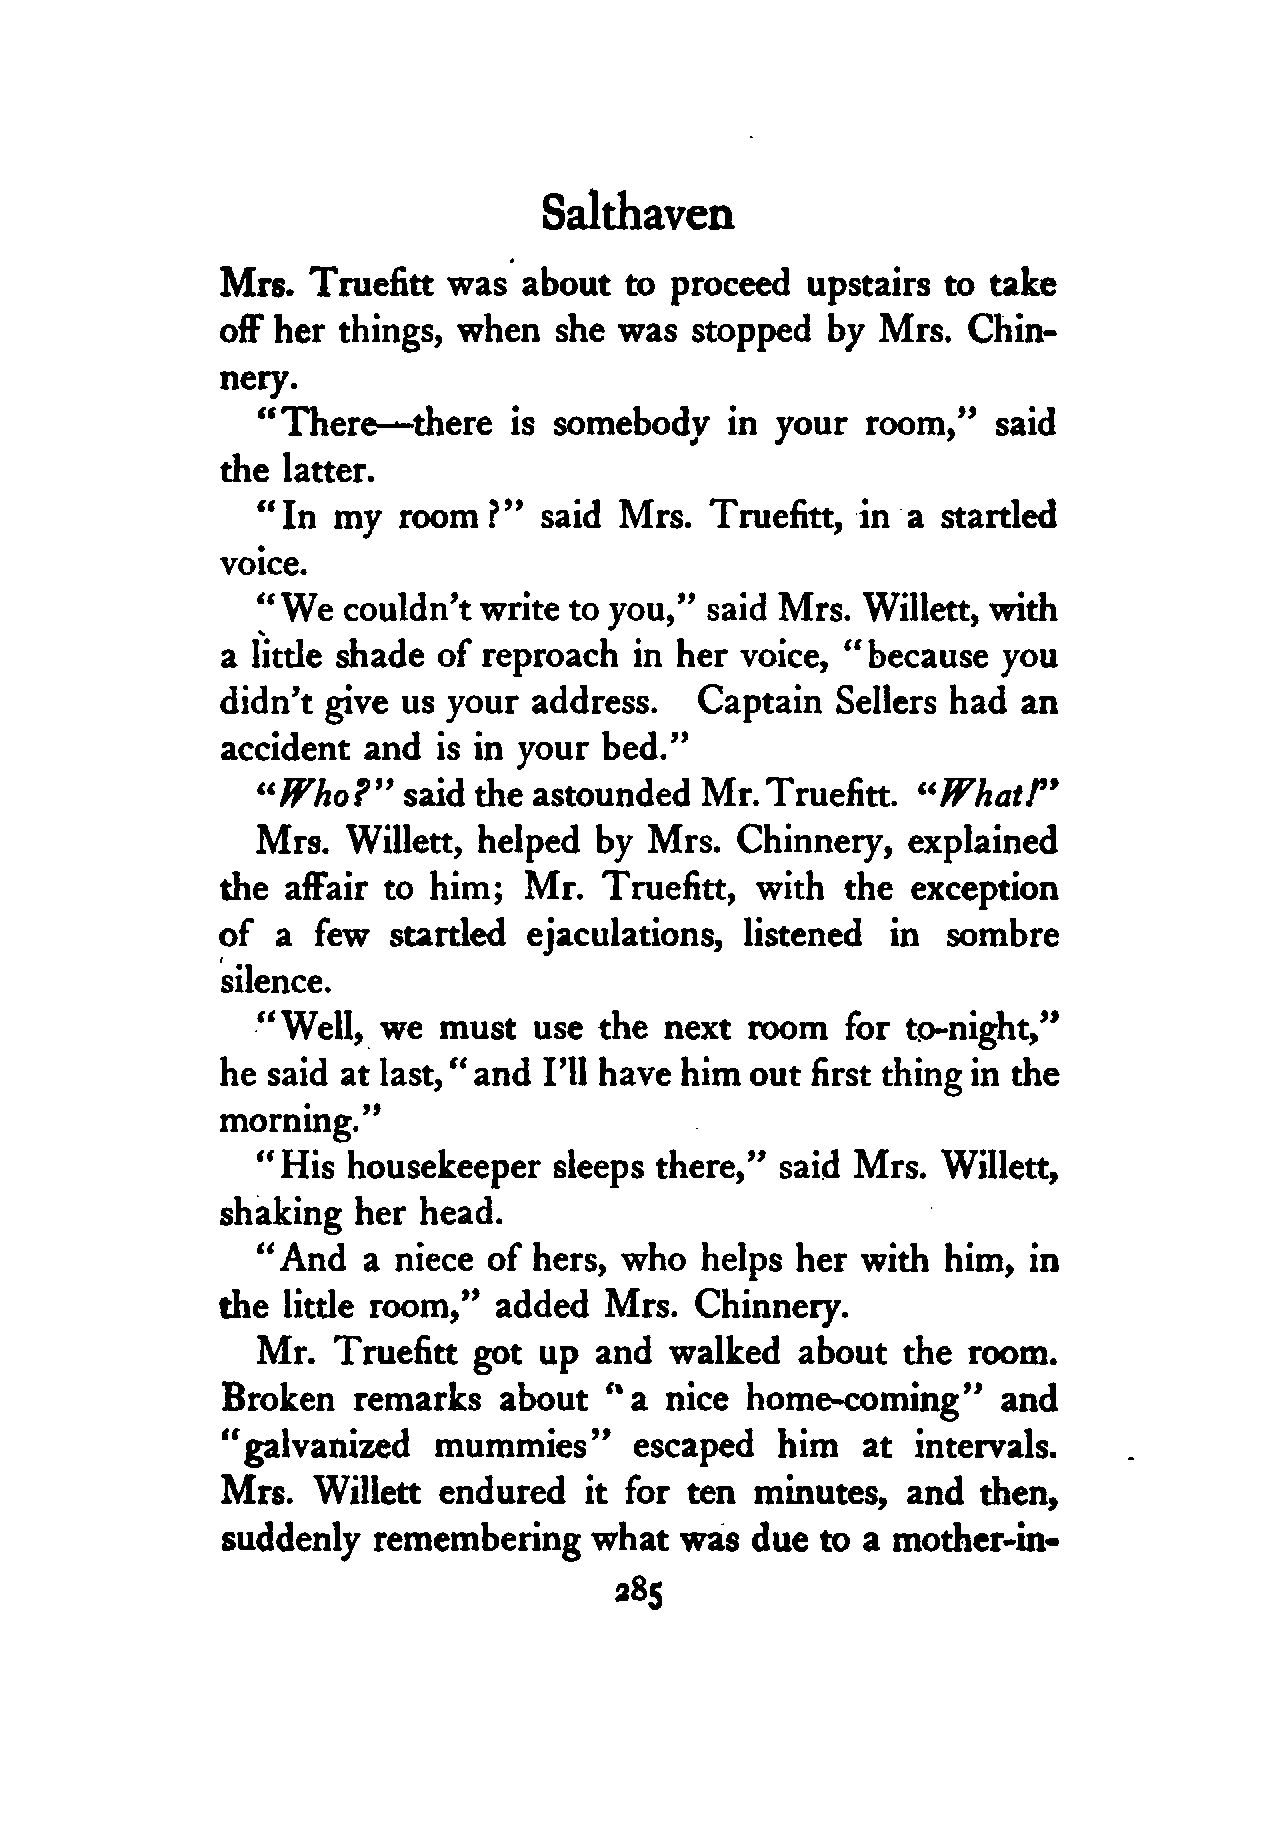 Salthaven
Mrs. Truefitt was about to proceed upstairs to take
off her things, when she was stopped by Mrs. Chin-
nery.
"There—there is somebody in your room," said
the latter.
"In my room?" said Mrs. Truefitt, in a startled
voice.
"We couldn't write to you," said Mrs. Willett, with
a little shade of reproach in her voice, "because you
didn't give us your address. Captain Sellers had an
accident and is in your bed."
"Who?" said the astounded Mr. Truefitt. "What!"
Mrs. Willett, helped by Mrs. Chinnery, explained
the affair to him; Mr. Truefitt, with the exception
of a few startled ejaculations, listened in sombre
silence.
"Well, we must use the next room for to-night,"
he said at last, "and I'll have him out first thing in the
morning."
"His housekeeper sleeps there," said Mrs. Willett,
shaking her head.
"And a niece of hers, who helps her with him, in
the little room," added Mrs. Chinnery.
Mr. Truefitt got up and walked about the room.
Broken remarks about "a nice home-coming" and
"galvanized mummies" escaped him at intervals.
Mrs. Willett endured it for ten minutes, and then,
suddenly remembering what was due to a mother-in-
285